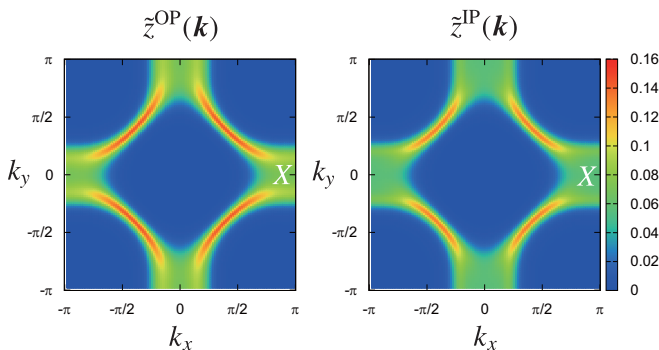 z̃^OP(k) z̃^IP(k)
π π 0.16
0.14
π/2 π/2 0.12
0.1
k_y 0 X k_y 0 X 0.08
0.06
-π/2 -π/2 0.04
0.02
-π -π 0
-π -π/2 0 π/2 π -π -π/2 0 π/2 π
k_x k_x